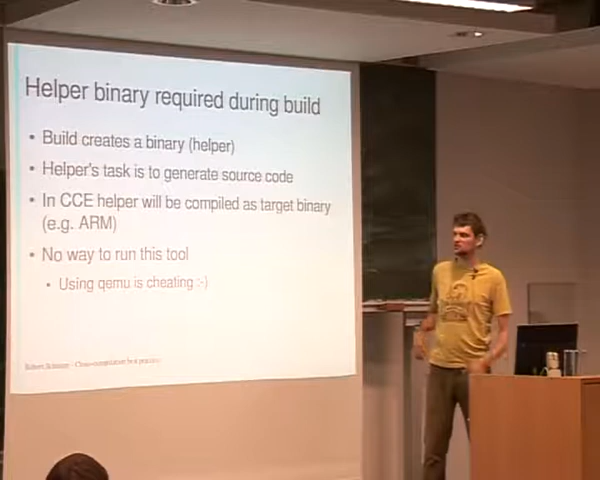 Helper binary required during build
• Build creates a binary (helper)
• Helper's task is to generate source code
• In CCE helper will be compiled as target binary
(e.g. ARM)
• No way to run this tool
• Using qemu is cheating :-)